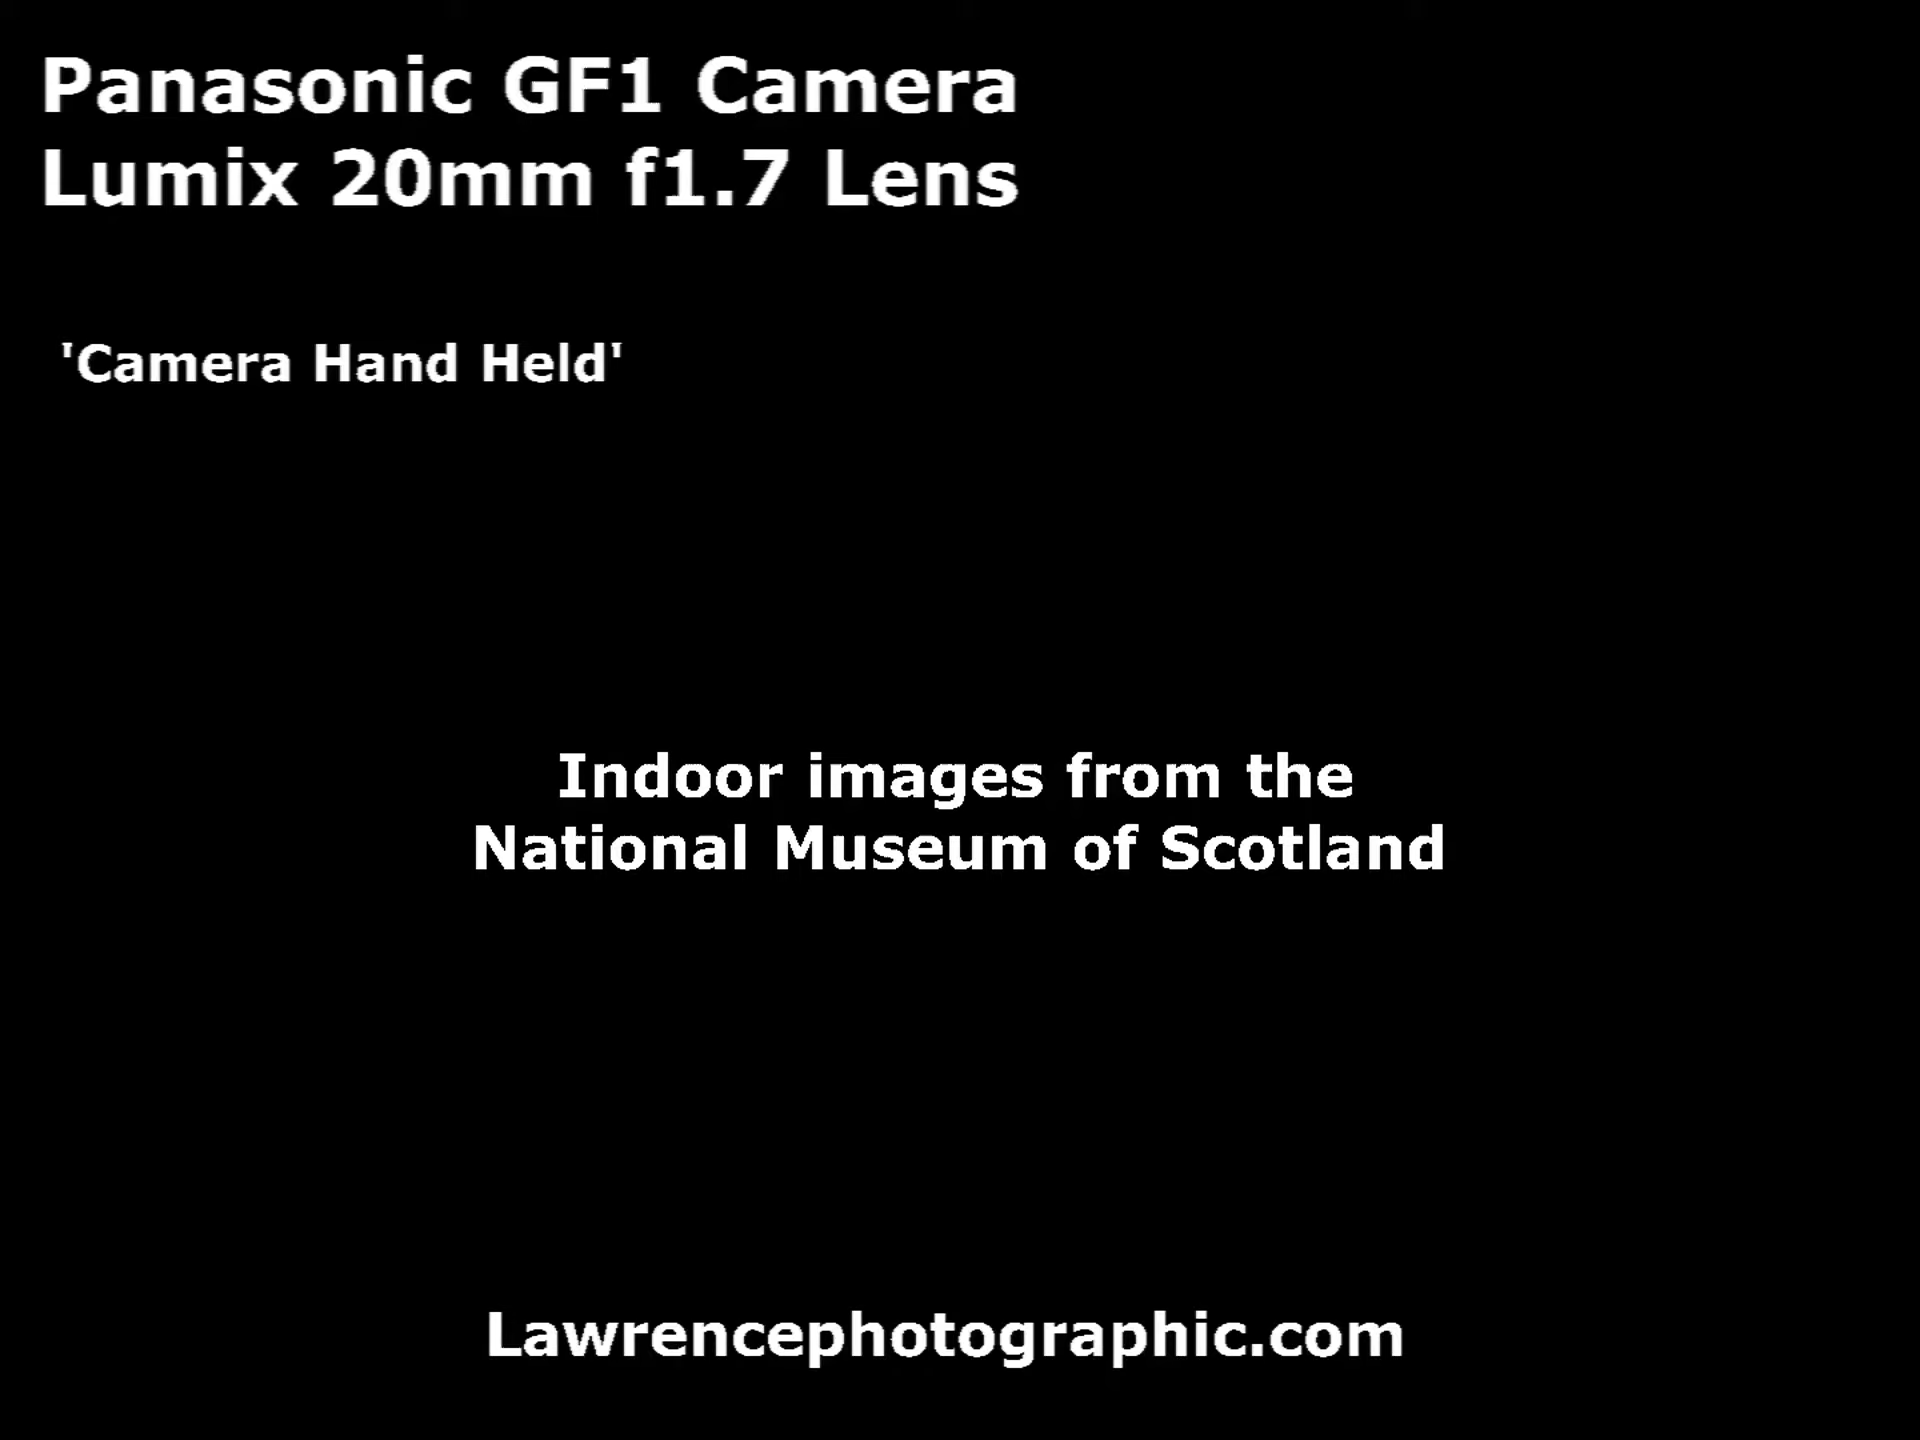 Panasonic GF1 Camera
Lumix 20mm f1.7 Lens
'Camera Hand Held'
Indoor images from the
National Museum of Scotland
Lawrencephotographic.com